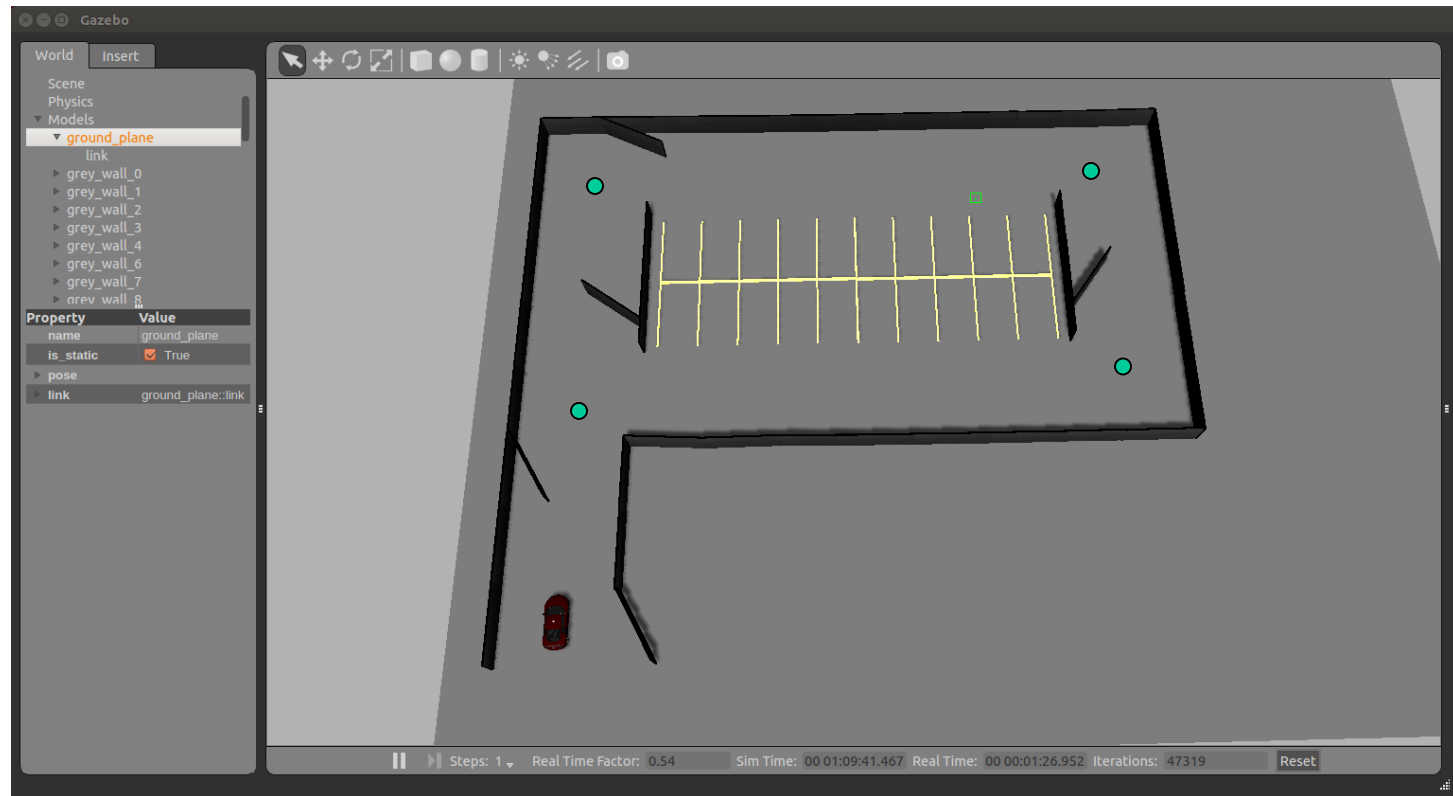 Gazebo
World Insert
Scene
Physics
Models
ground_plane
link
grey_wall_0
grey_wall_1
grey_wall_2
grey_wall_3
grey_wall_4
grey_wall_6
grey_wall_7
grey_wall_8
Property Value
name ground_plane
is_static True
pose
link ground_plane::link
Steps: 1 Real Time Factor: 0.54 Sim Time: 00 01:09:41.467 Real Time: 00 00:01:26.952 Iterations: 47319 Reset